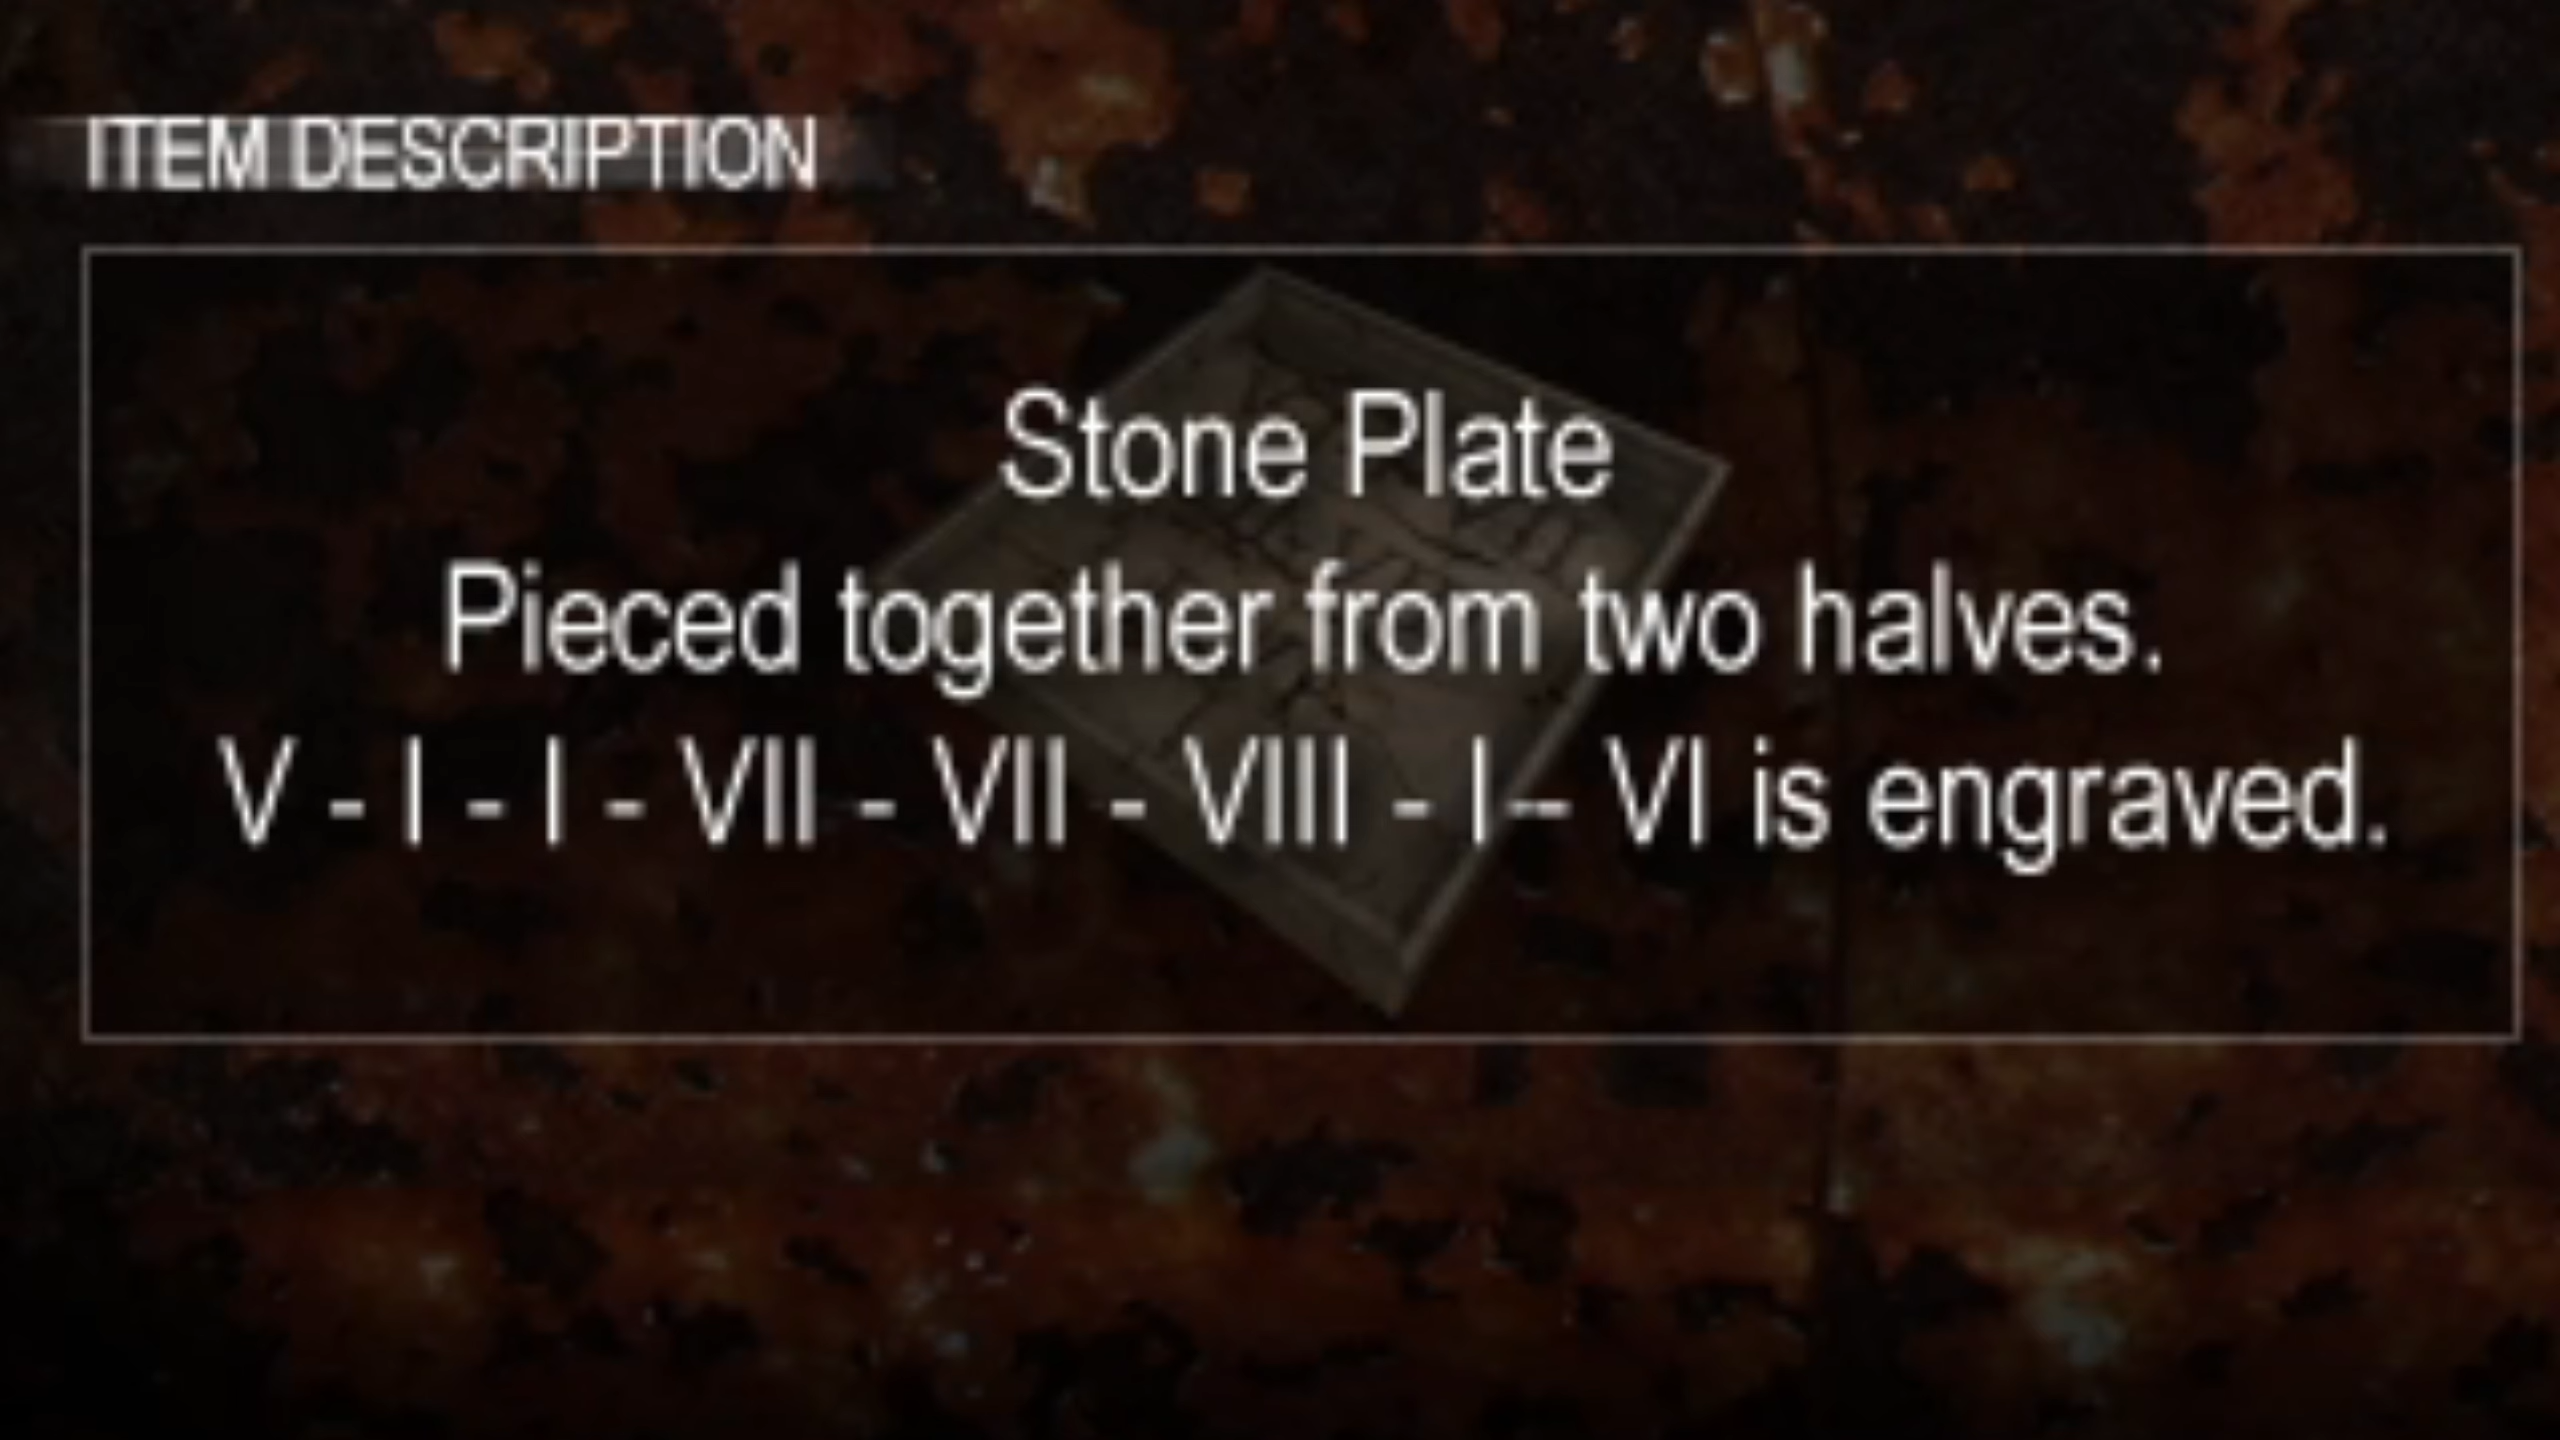 ITEM DESCRIPTION
Stone Plate
Pieced together from two halves.
V - I - I - VII - VII - VIII - I - VI is engraved.